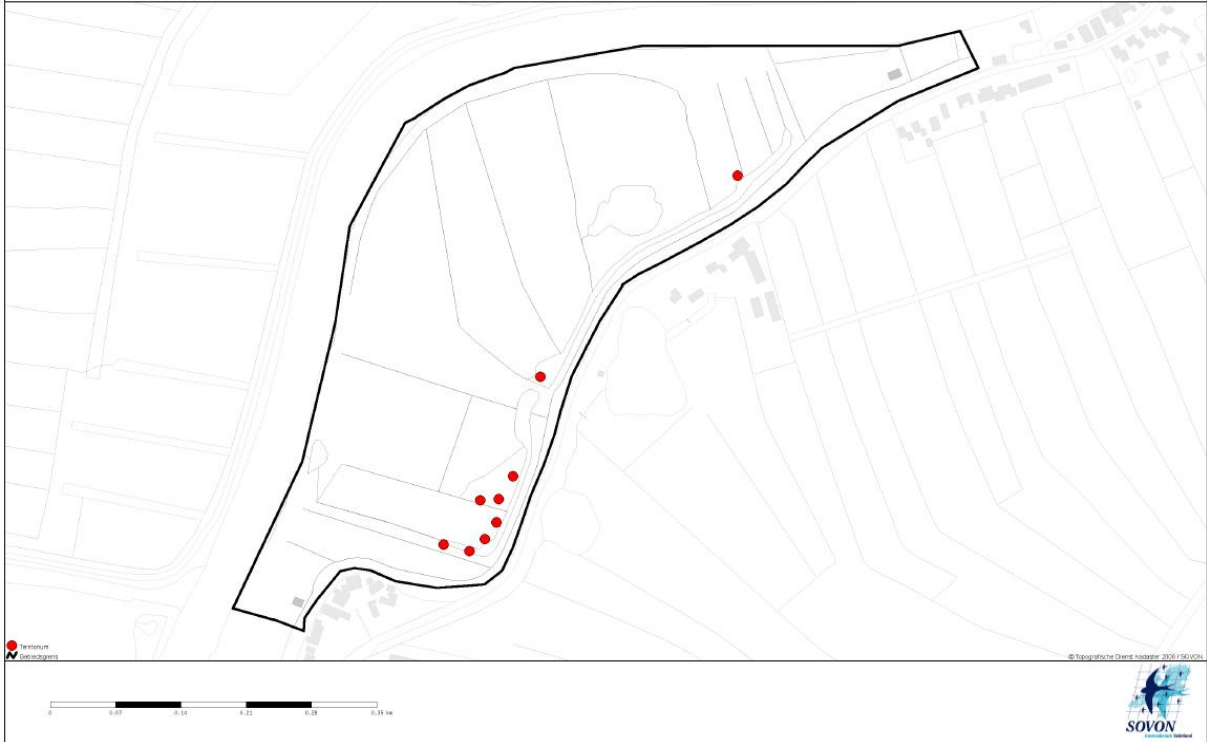 Territorium
Gebiedsgrens
© Topografische Dienst Kadaster 2006 / SOVON
0 0.07 0.14 0.21 0.28 0.35 km
SOVON